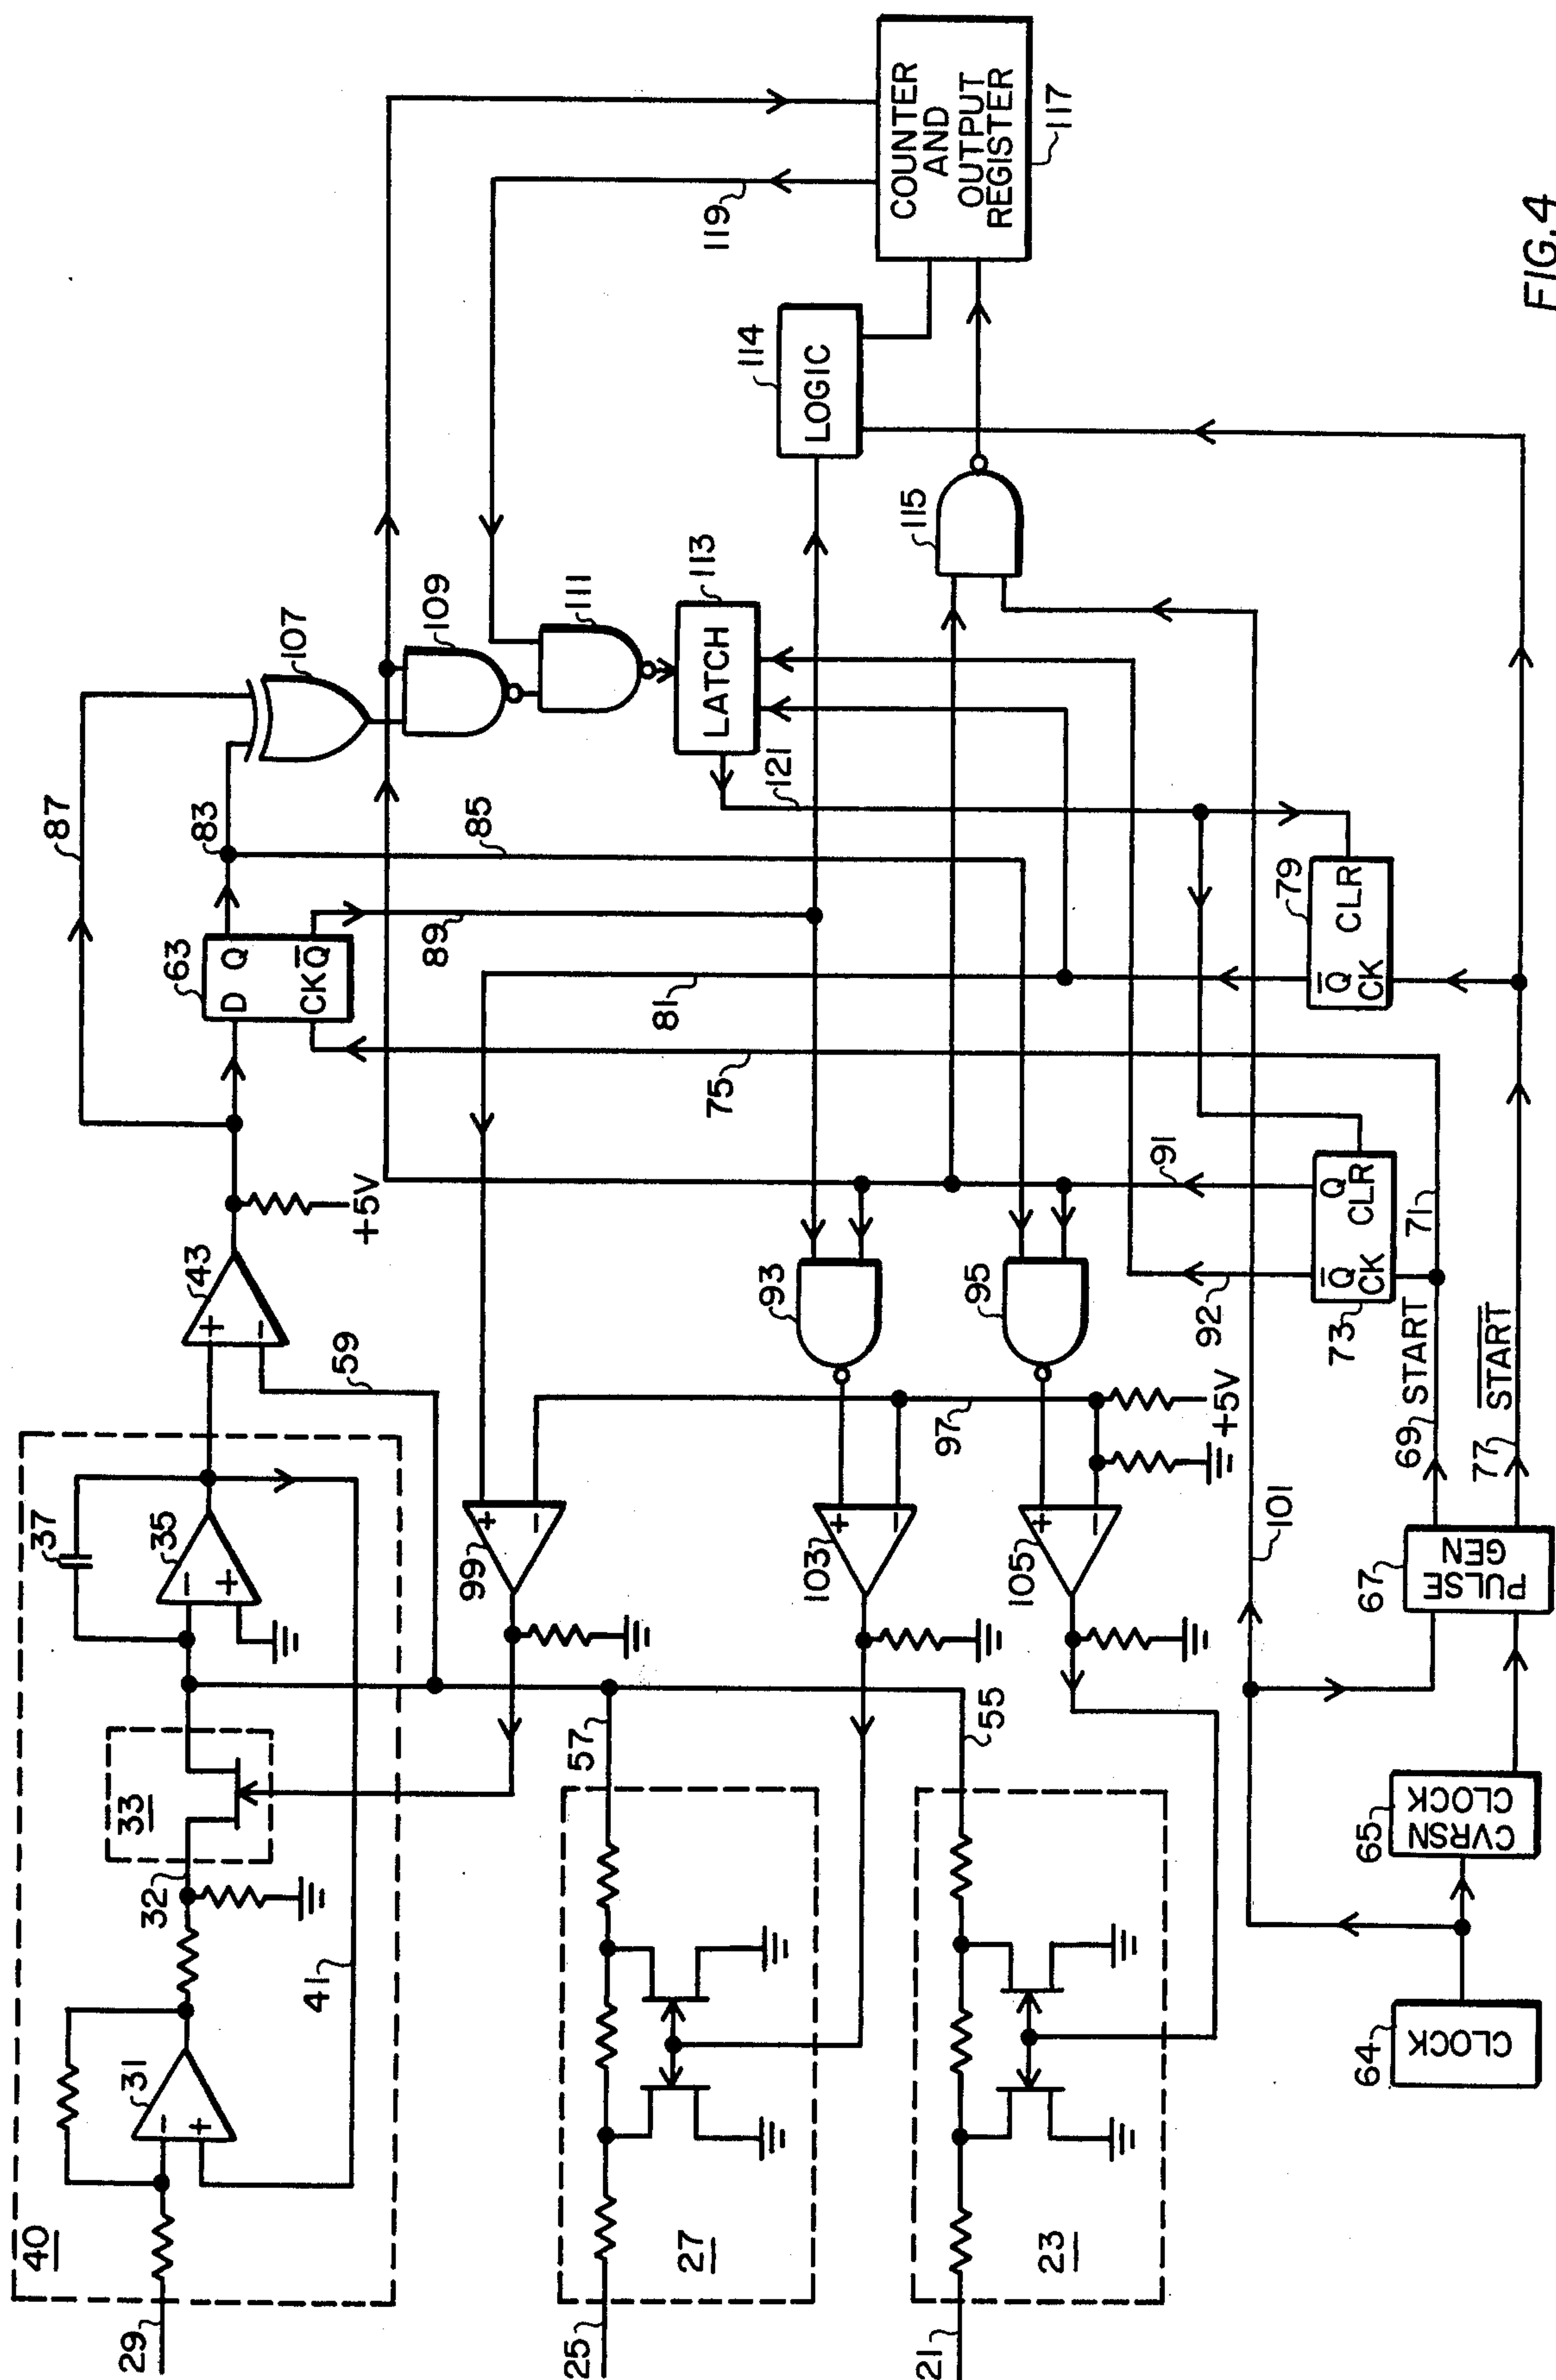 40
29
31
32
33
41
35
37
43
59
+5V
63
D Q
CK Q̅
87
83
85
89
107
109
111
113
LATCH
121
119
COUNTER
AND
OUTPUT
REGISTER
117
114
LOGIC
115
25
27
57
99
+
−
81
75
93
103
97
95
105
+5V
91
92
21
23
55
101
73
Q̅ Q
CK CLR
71
79
Q̅ CLR
CK
64
CLOCK
65
CVRSN
CLOCK
67
PULSE
GEN
69 START
77 S̅T̅A̅R̅T̅
−
+
−
+
+
−
+
−
+
−
FIG. 4